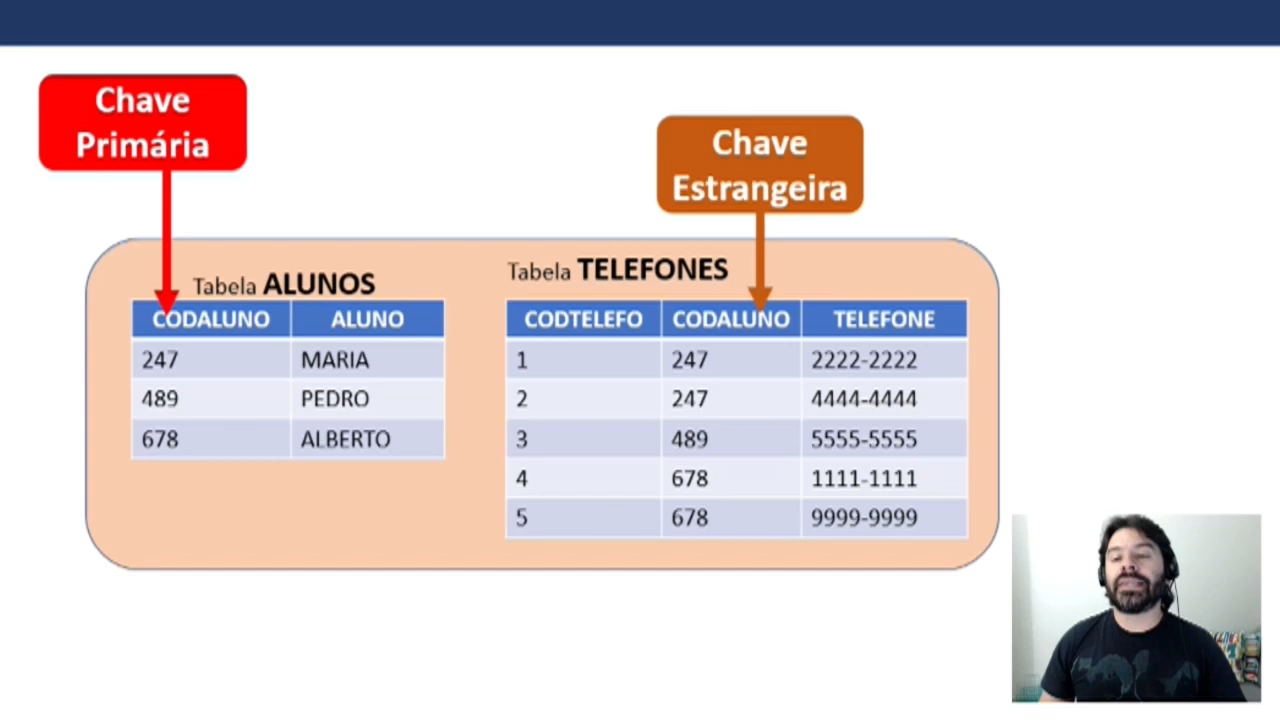 Chave
Primária
Chave
Estrangeira
Tabela ALUNOS
CODALUNO ALUNO
247 MARIA
489 PEDRO
678 ALBERTO
Tabela TELEFONES
CODTELEFO CODALUNO TELEFONE
1 247 2222-2222
2 247 4444-4444
3 489 5555-5555
4 678 1111-1111
5 678 9999-9999